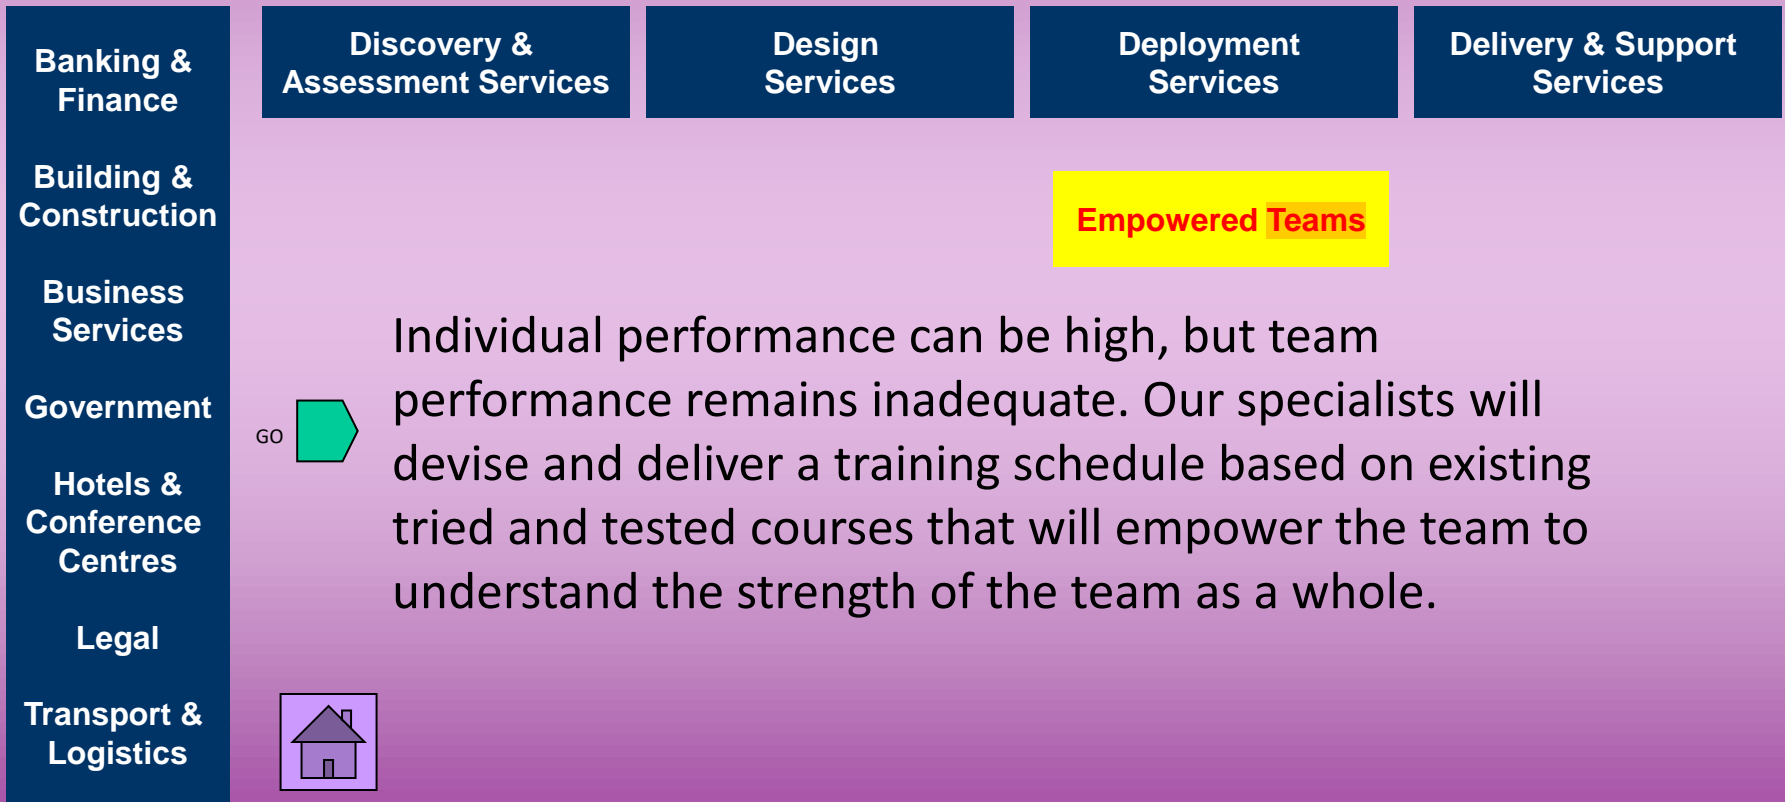 Banking &
Finance
Building &
Construction
Business
Services
Government
Hotels &
Conference
Centres
Legal
Transport &
Logistics
Discovery &
Assessment Services
Design
Services
Deployment
Services
Delivery & Support
Services
Empowered Teams
GO
Individual performance can be high, but team
performance remains inadequate. Our specialists will
devise and deliver a training schedule based on existing
tried and tested courses that will empower the team to
understand the strength of the team as a whole.